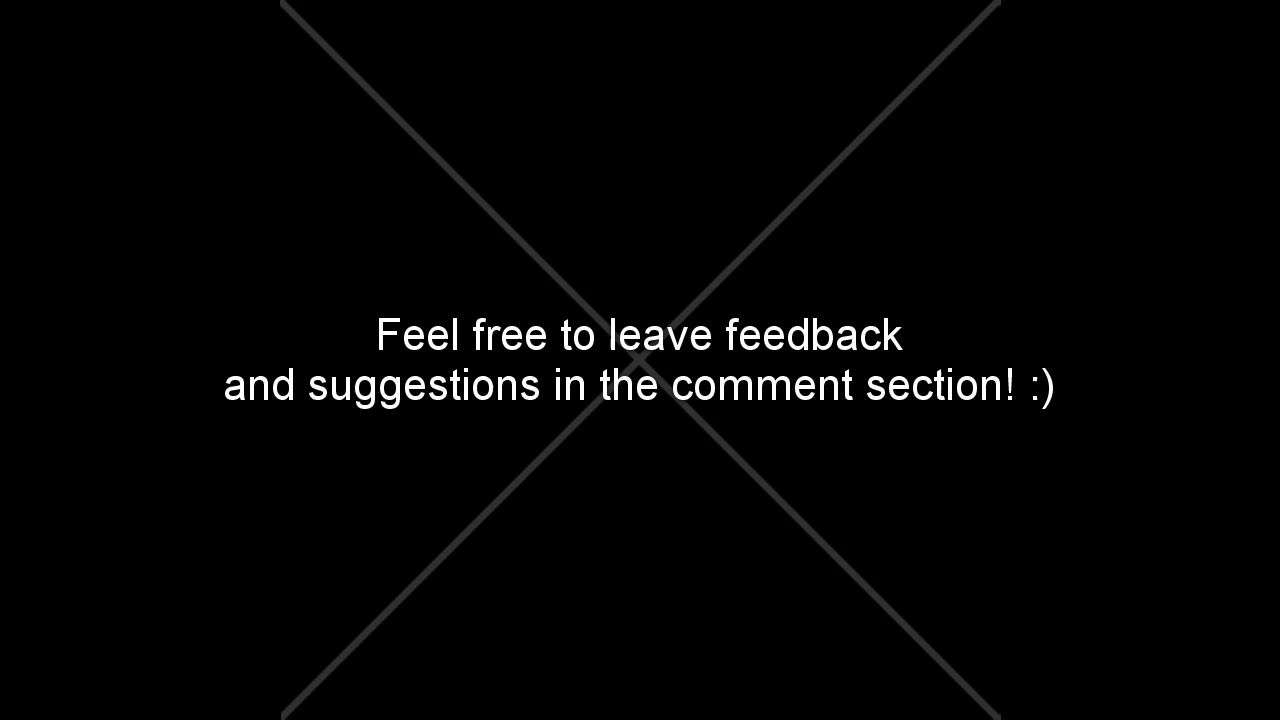 Feel free to leave feedback
and suggestions in the comment section! :)